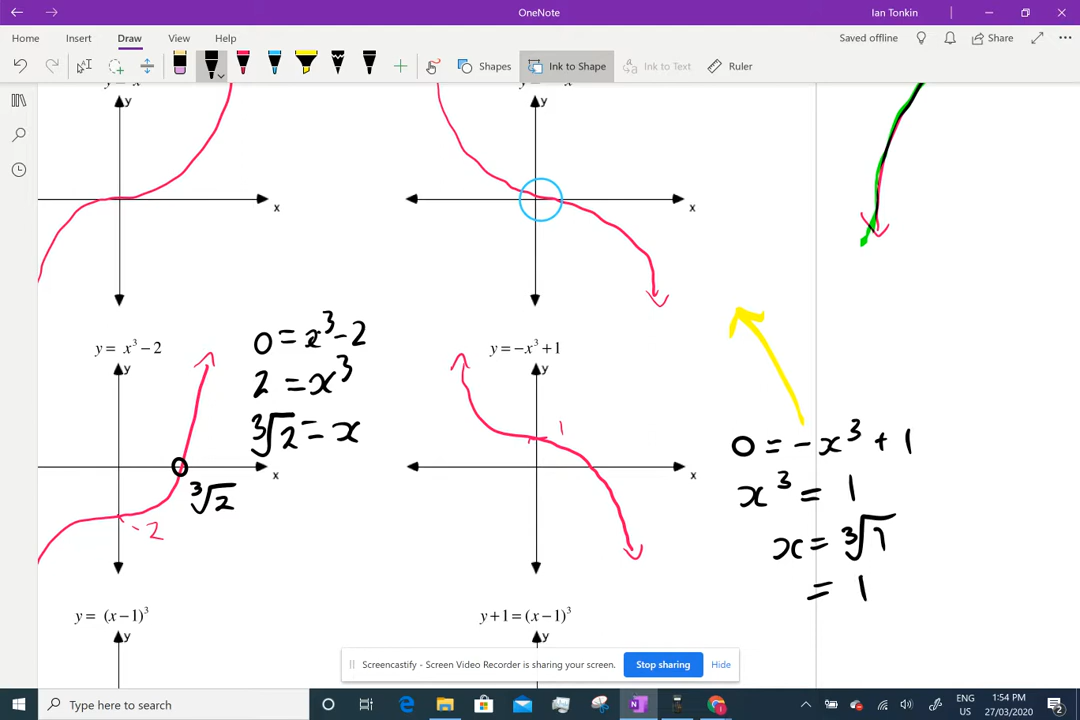 OneNote
Ian Tonkin
Home Insert Draw View Help
Saved offline Share
Shapes Ink to Shape Ink to Text Ruler
y
x
y
x
y = x³ − 2
y
x
−2
∛2
0 = x³ − 2
2 = x³
∛2 = x
y = −x³ + 1
y
x
1
0 = −x³ + 1
x³ = 1
x = ∛1
= 1
y = (x − 1)³
y
y + 1 = (x − 1)³
y
Screencastify - Screen Video Recorder is sharing your screen. Stop sharing Hide
Type here to search
ENG
US
1:54 PM
27/03/2020
2